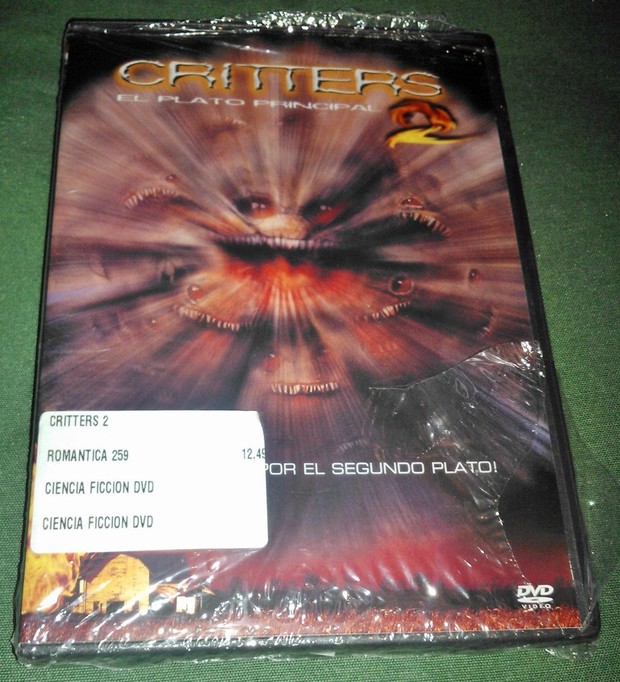 CRITTERS
EL PLATO PRINCIPAL 2
CRITTERS 2
ROMANTICA 259 12.49
CIENCIA FICCION DVD
CIENCIA FICCION DVD
POR EL SEGUNDO PLATO!
DVD
VIDEO